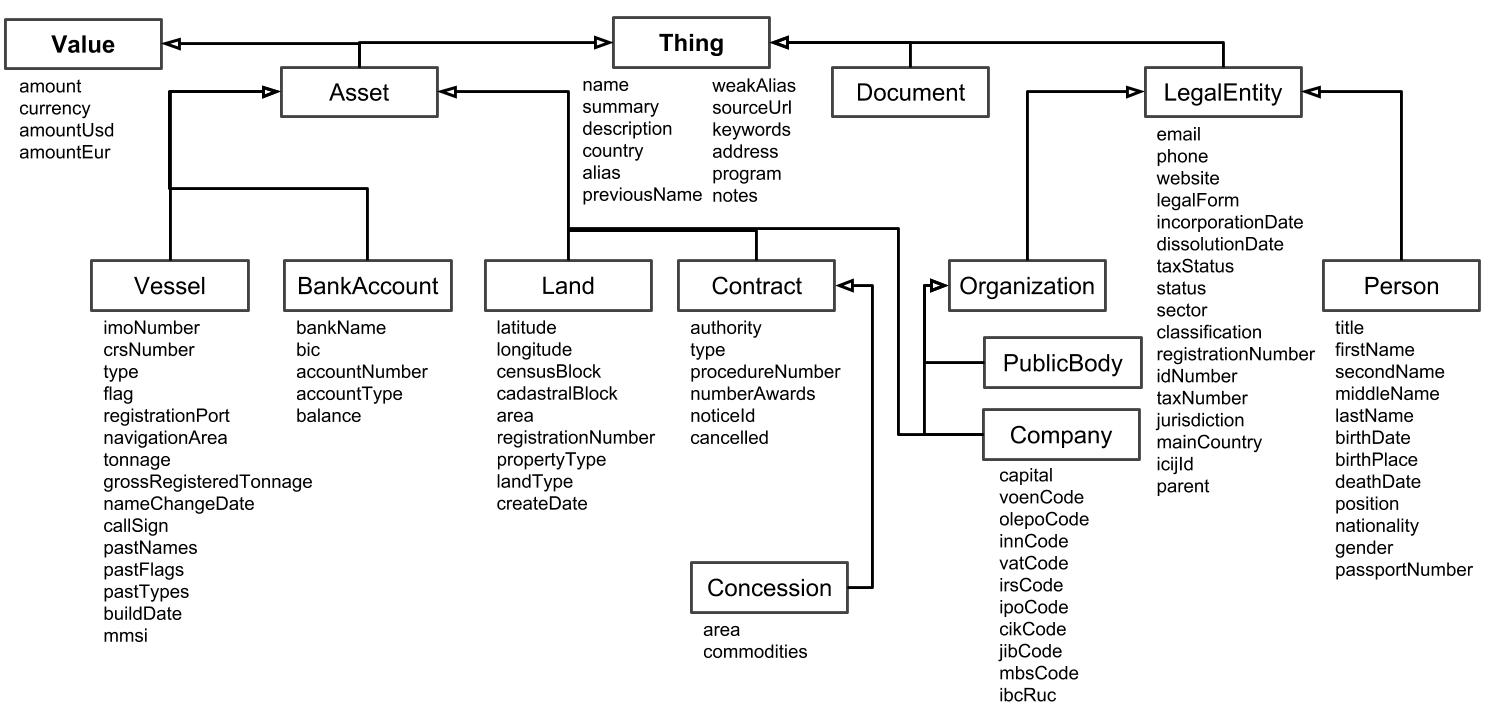 Value
amount
currency
amountUsd
amountEur
Asset
Thing
name
summary
description
country
alias
previousName
weakAlias
sourceUrl
keywords
address
program
notes
Document
LegalEntity
email
phone
website
legalForm
incorporationDate
dissolutionDate
taxStatus
status
sector
classification
registrationNumber
idNumber
taxNumber
jurisdiction
mainCountry
icijId
parent
Vessel
imoNumber
crsNumber
type
flag
registrationPort
navigationArea
tonnage
grossRegisteredTonnage
nameChangeDate
callSign
pastNames
pastFlags
pastTypes
buildDate
mmsi
BankAccount
bankName
bic
accountNumber
accountType
balance
Land
latitude
longitude
censusBlock
cadastralBlock
area
registrationNumber
propertyType
landType
createDate
Contract
authority
type
procedureNumber
numberAwards
noticeId
cancelled
Concession
area
commodities
Organization
PublicBody
Company
capital
voenCode
olepoCode
innCode
vatCode
irsCode
ipoCode
cikCode
jibCode
mbsCode
ibcRuc
Person
title
firstName
secondName
middleName
lastName
birthDate
birthPlace
deathDate
position
nationality
gender
passportNumber